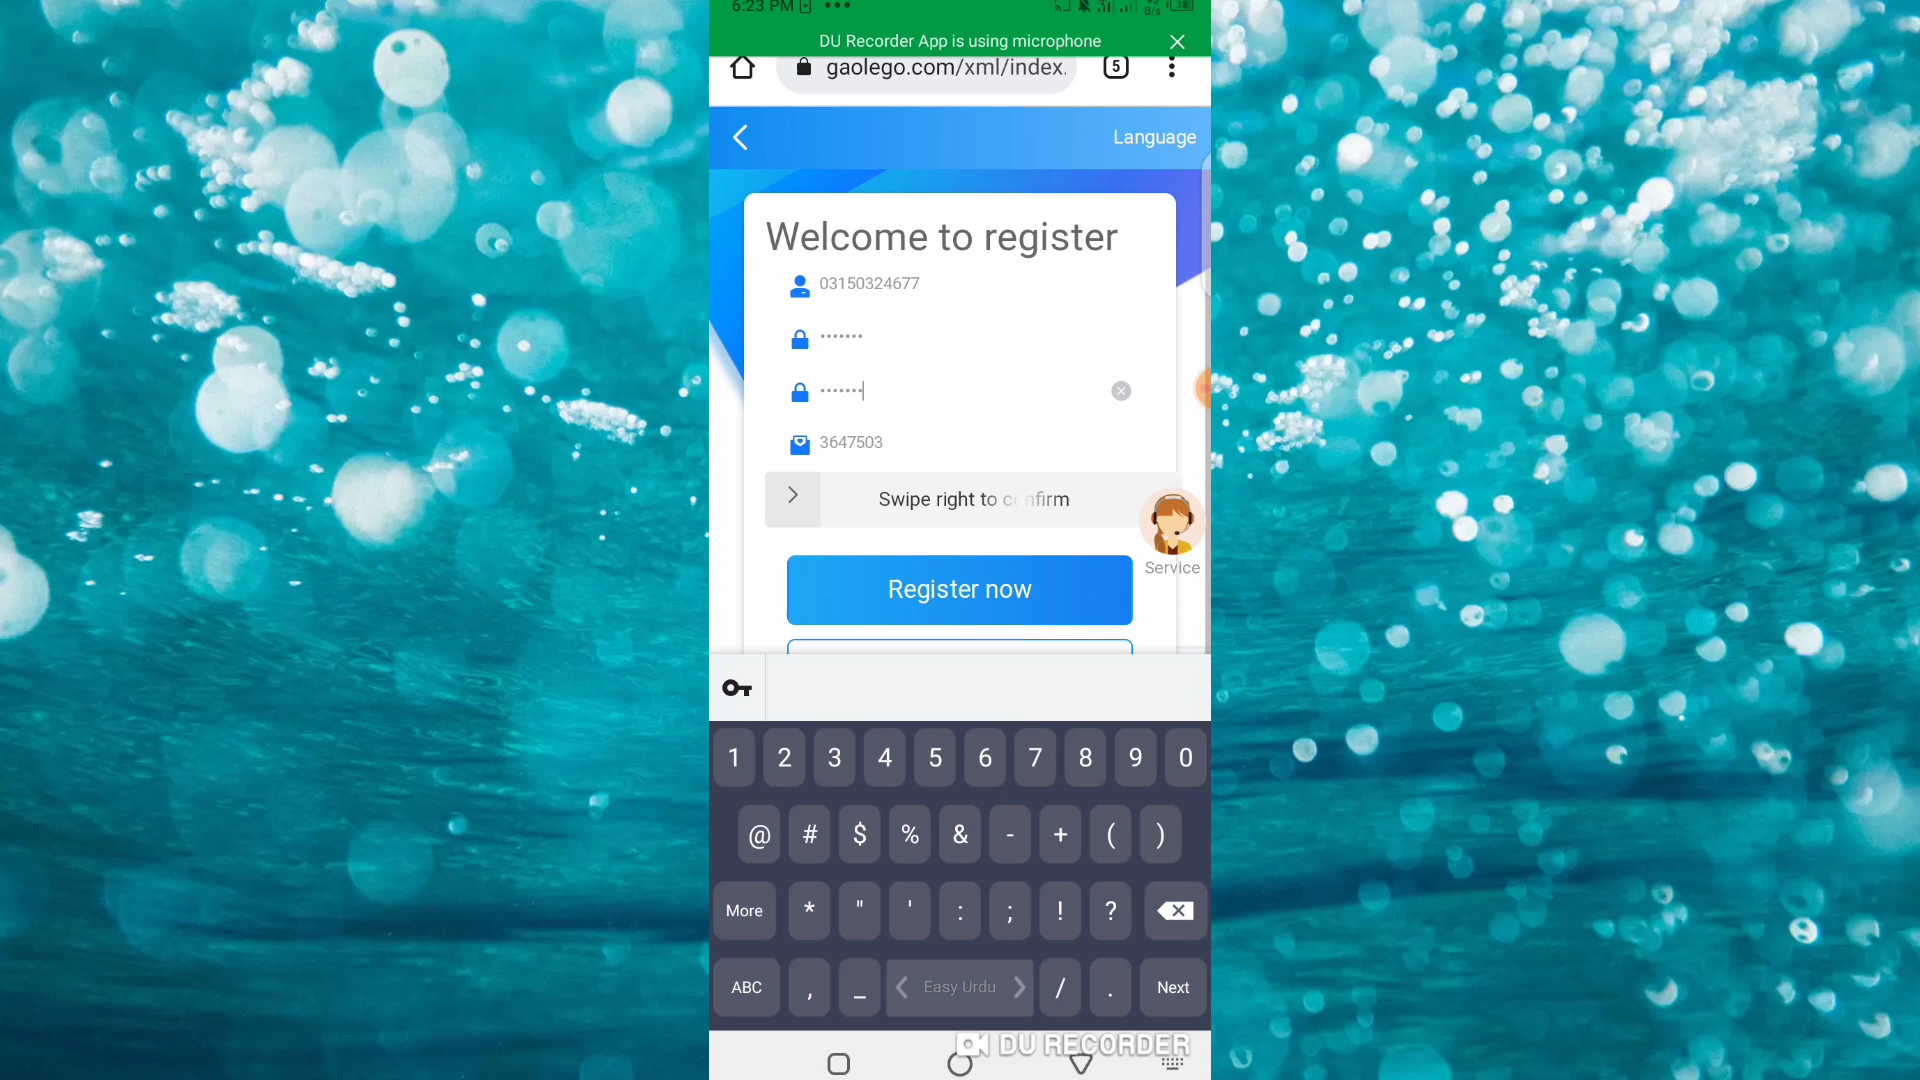 6:23 PM
B/s
38
DU Recorder App is using microphone
gaolego.com/xml/index.
5
Language
Welcome to register
03150324677
•••••••
•••••••
3647503
Swipe right to confirm
Service
Register now
1 2 3 4 5 6 7 8 9 0
@ # $ % & - + ( )
More * " ' : ; ! ?
ABC , _ Easy Urdu / . Next
DU RECORDER